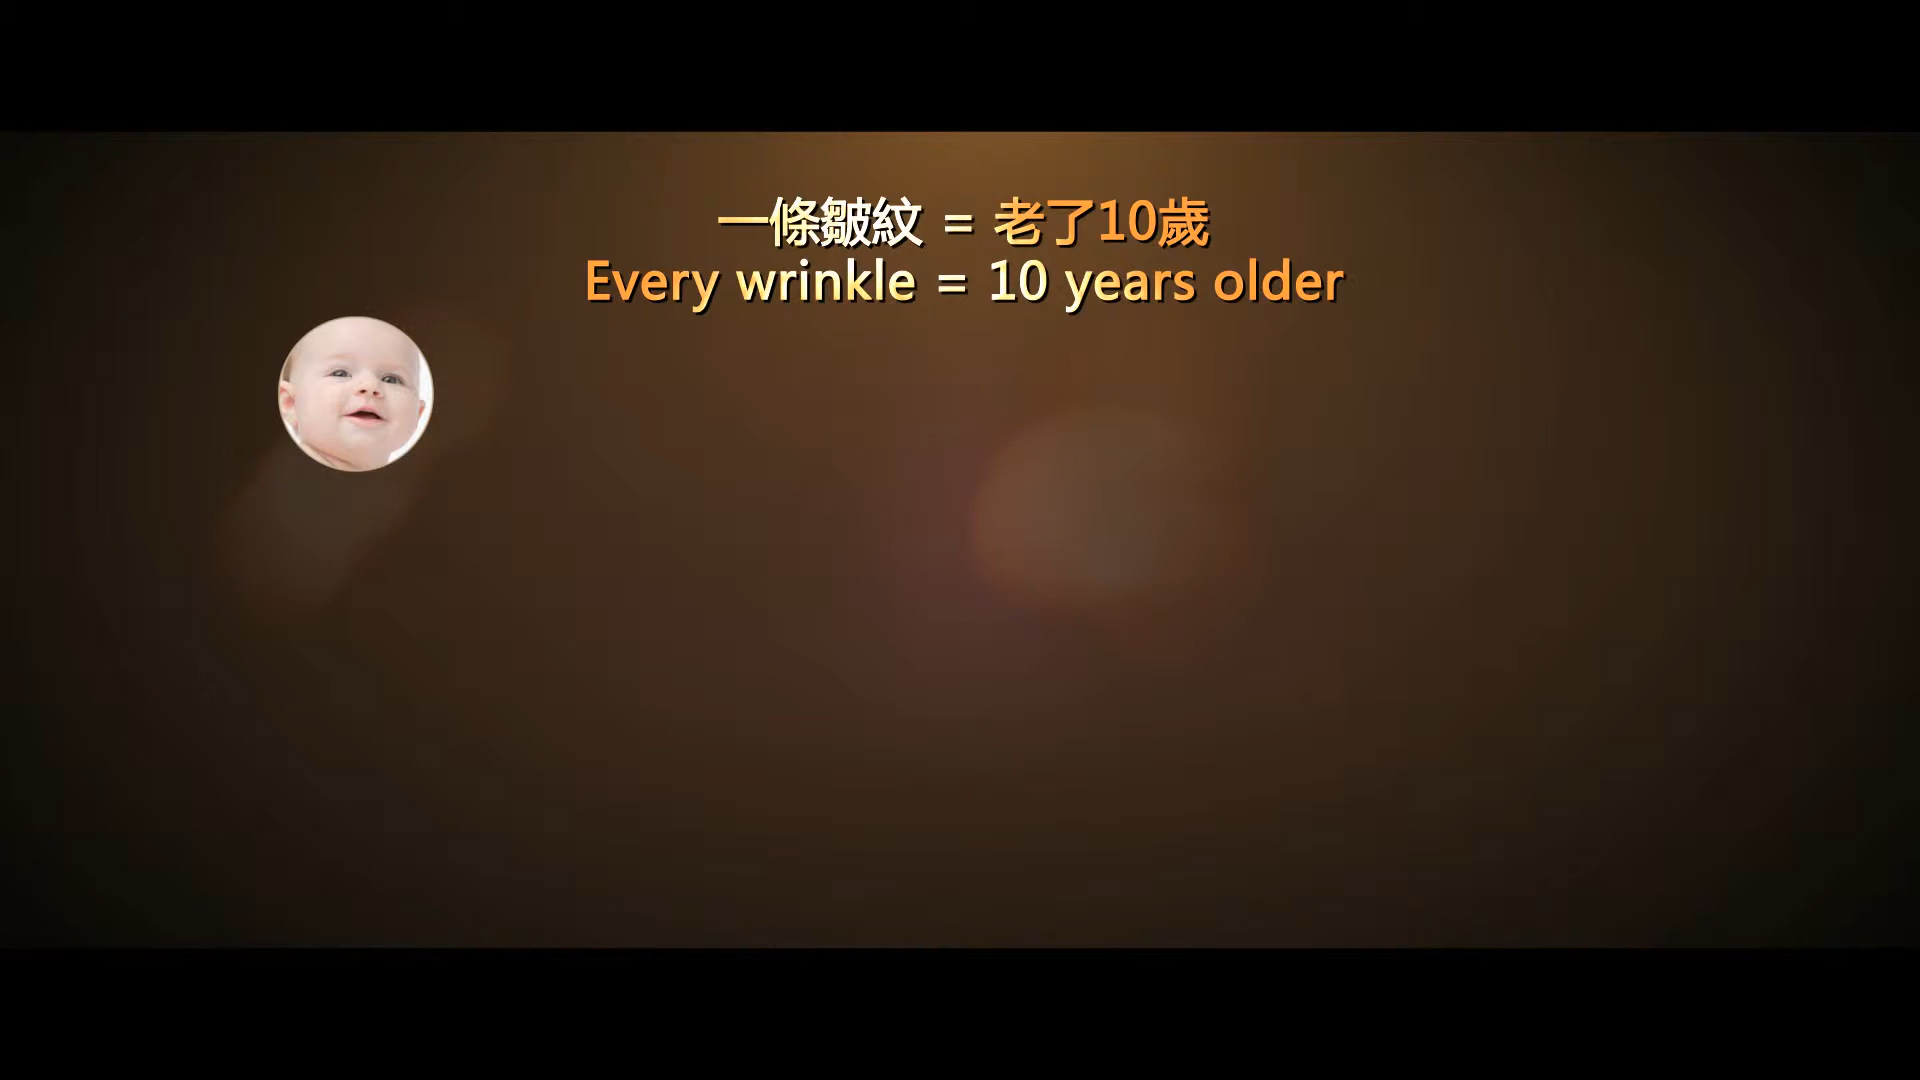 一條皺紋 = 老了10歲
Every wrinkle = 10 years older